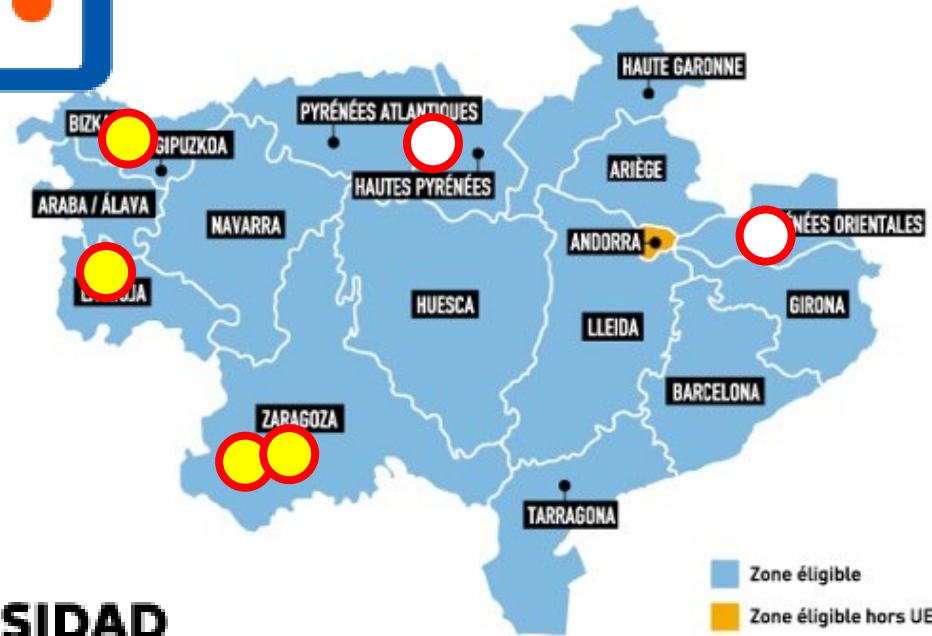 HAUTE GARONNE
PYRÉNÉES ATLANTIQUES
GIPUZKOA
ARIÈGE
HAUTES PYRÉNÉES
ARABA / ÁLAVA
NAVARRA
ORIENTALES
ANDORRA
HUESCA
GIRONA
LLEIDA
BARCELONA
ZARAGOZA
TARRAGONA
Zone éligible
Zone éligible hors UE
SIDAD